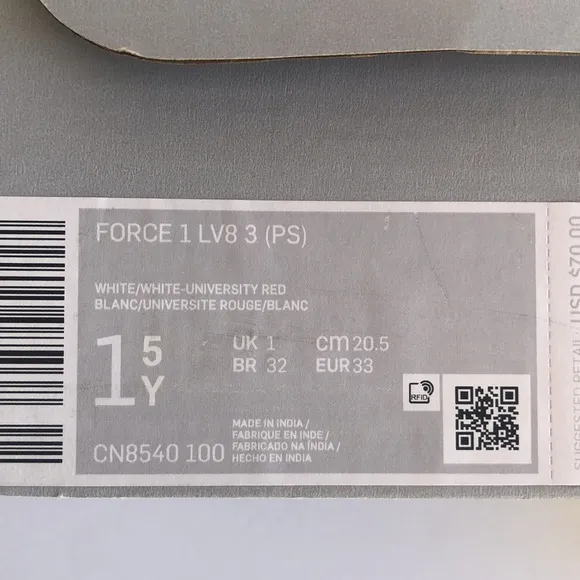 FORCE 1 LV8 3 (PS)
WHITE/WHITE-UNIVERSITY RED
BLANC/UNIVERSITE ROUGE/BLANC
1 5 Y
UK 1 cm 20.5
BR 32 EUR 33
RFID
MADE IN INDIA /
FABRIQUE EN INDE /
FABRICADO NA ÍNDIA /
HECHO EN INDIA
CN8540 100
SUGGESTED RETAIL
USD $70.00